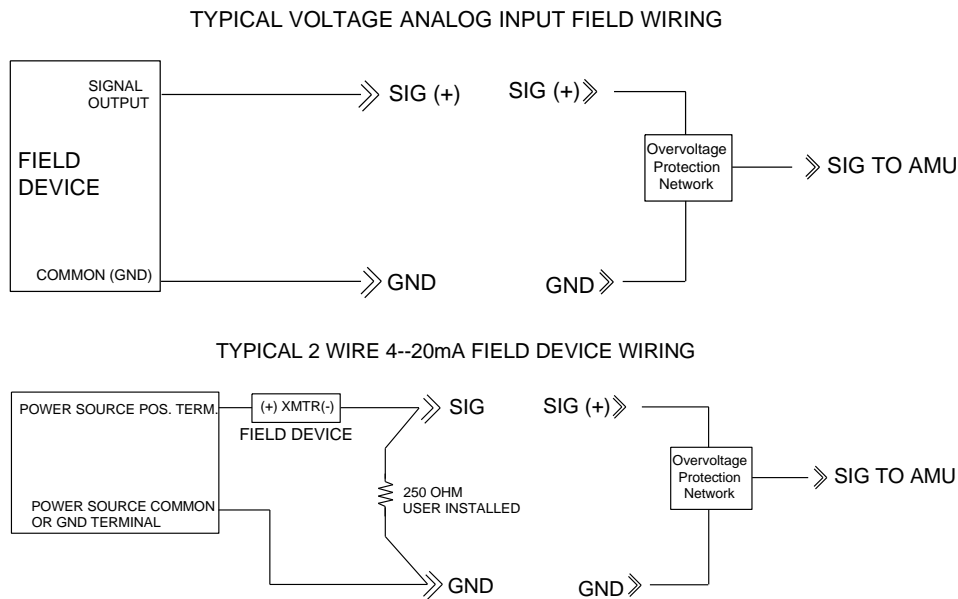 TYPICAL VOLTAGE ANALOG INPUT FIELD WIRING
SIGNAL
OUTPUT
FIELD
DEVICE
COMMON (GND)
SIG (+)
GND
SIG (+)
GND
Overvoltage
Protection
Network
SIG TO AMU
TYPICAL 2 WIRE 4--20mA FIELD DEVICE WIRING
POWER SOURCE POS. TERM.
POWER SOURCE COMMON
OR GND TERMINAL
(+) XMTR(-)
FIELD DEVICE
250 OHM
USER INSTALLED
SIG
GND
SIG (+)
GND
Overvoltage
Protection
Network
SIG TO AMU